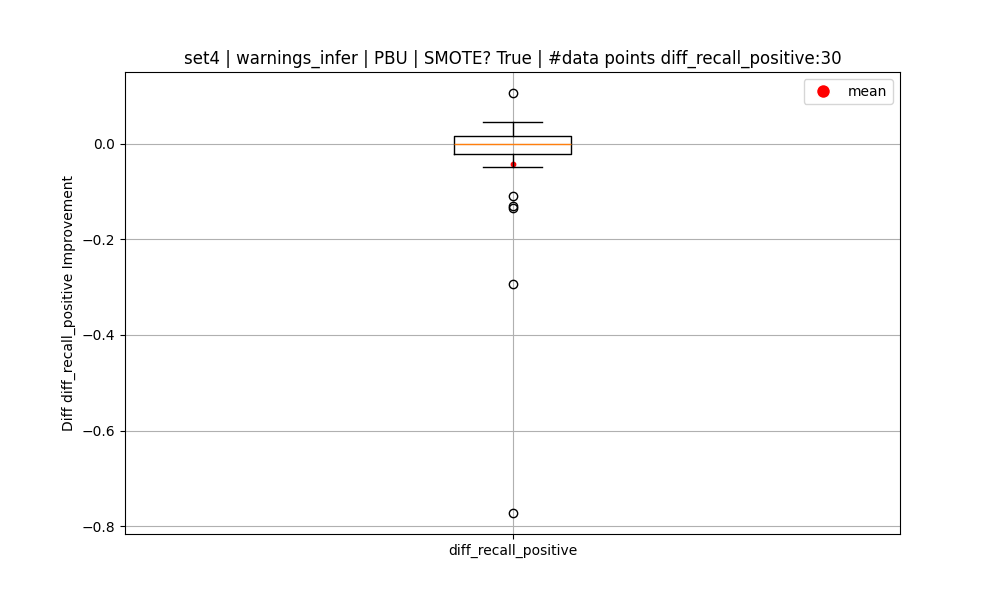 set4 | warnings_infer | PBU | SMOTE? True | #data points diff_recall_positive:30
mean
Diff diff_recall_positive Improvement
0.0
−0.2
−0.4
−0.6
−0.8
diff_recall_positive